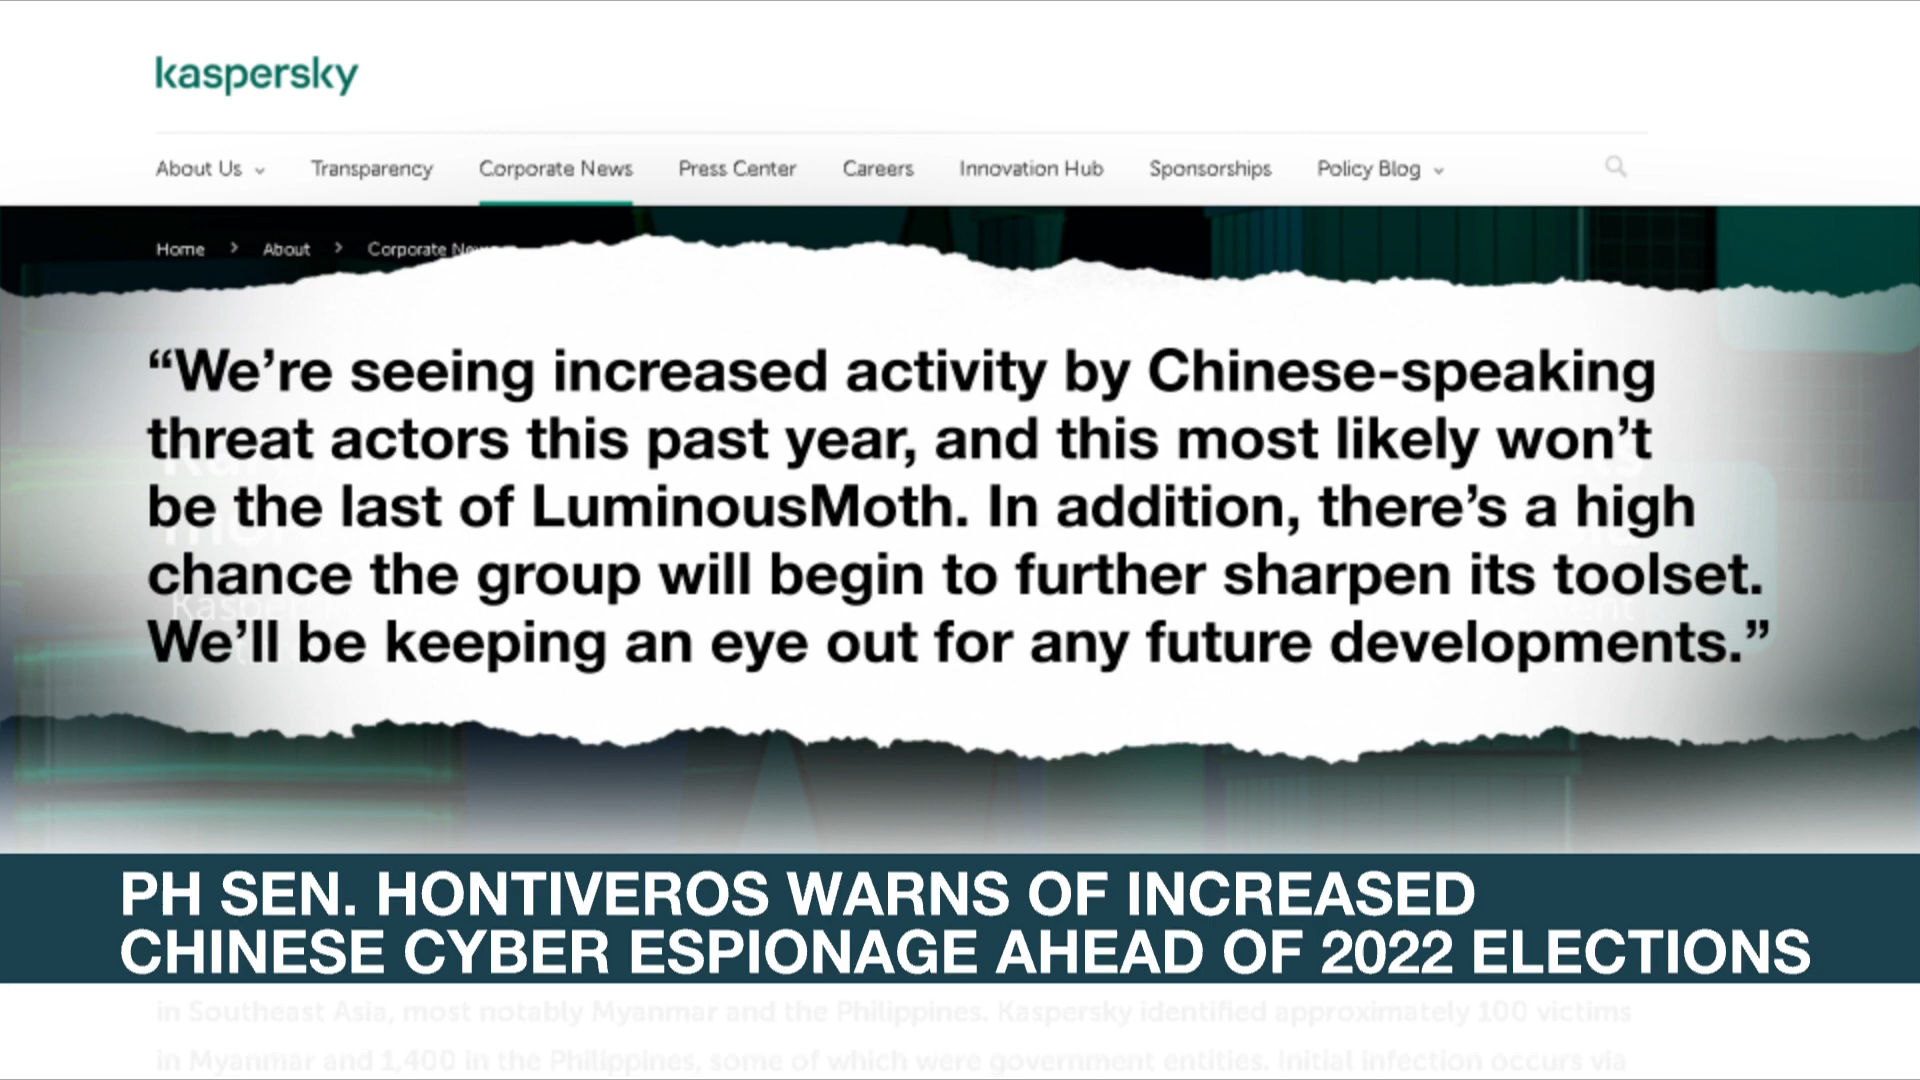 kaspersky
About Us
Transparency
Corporate News
Press Center
Careers
Innovation Hub
Sponsorships
Policy Blog
Home > About > Corporate
“We’re seeing increased activity by Chinese-speaking
threat actors this past year, and this most likely won’t
be the last of LuminousMoth. In addition, there’s a high
chance the group will begin to further sharpen its toolset.
We’ll be keeping an eye out for any future developments.”
PH SEN. HONTIVEROS WARNS OF INCREASED
CHINESE CYBER ESPIONAGE AHEAD OF 2022 ELECTIONS
in Southeast Asia, most notably Myanmar and the Philippines. Kaspersky identified approximately 100 victims
in Myanmar and 1,400 in the Philippines, some of which were government entities. Initial infection occurs via